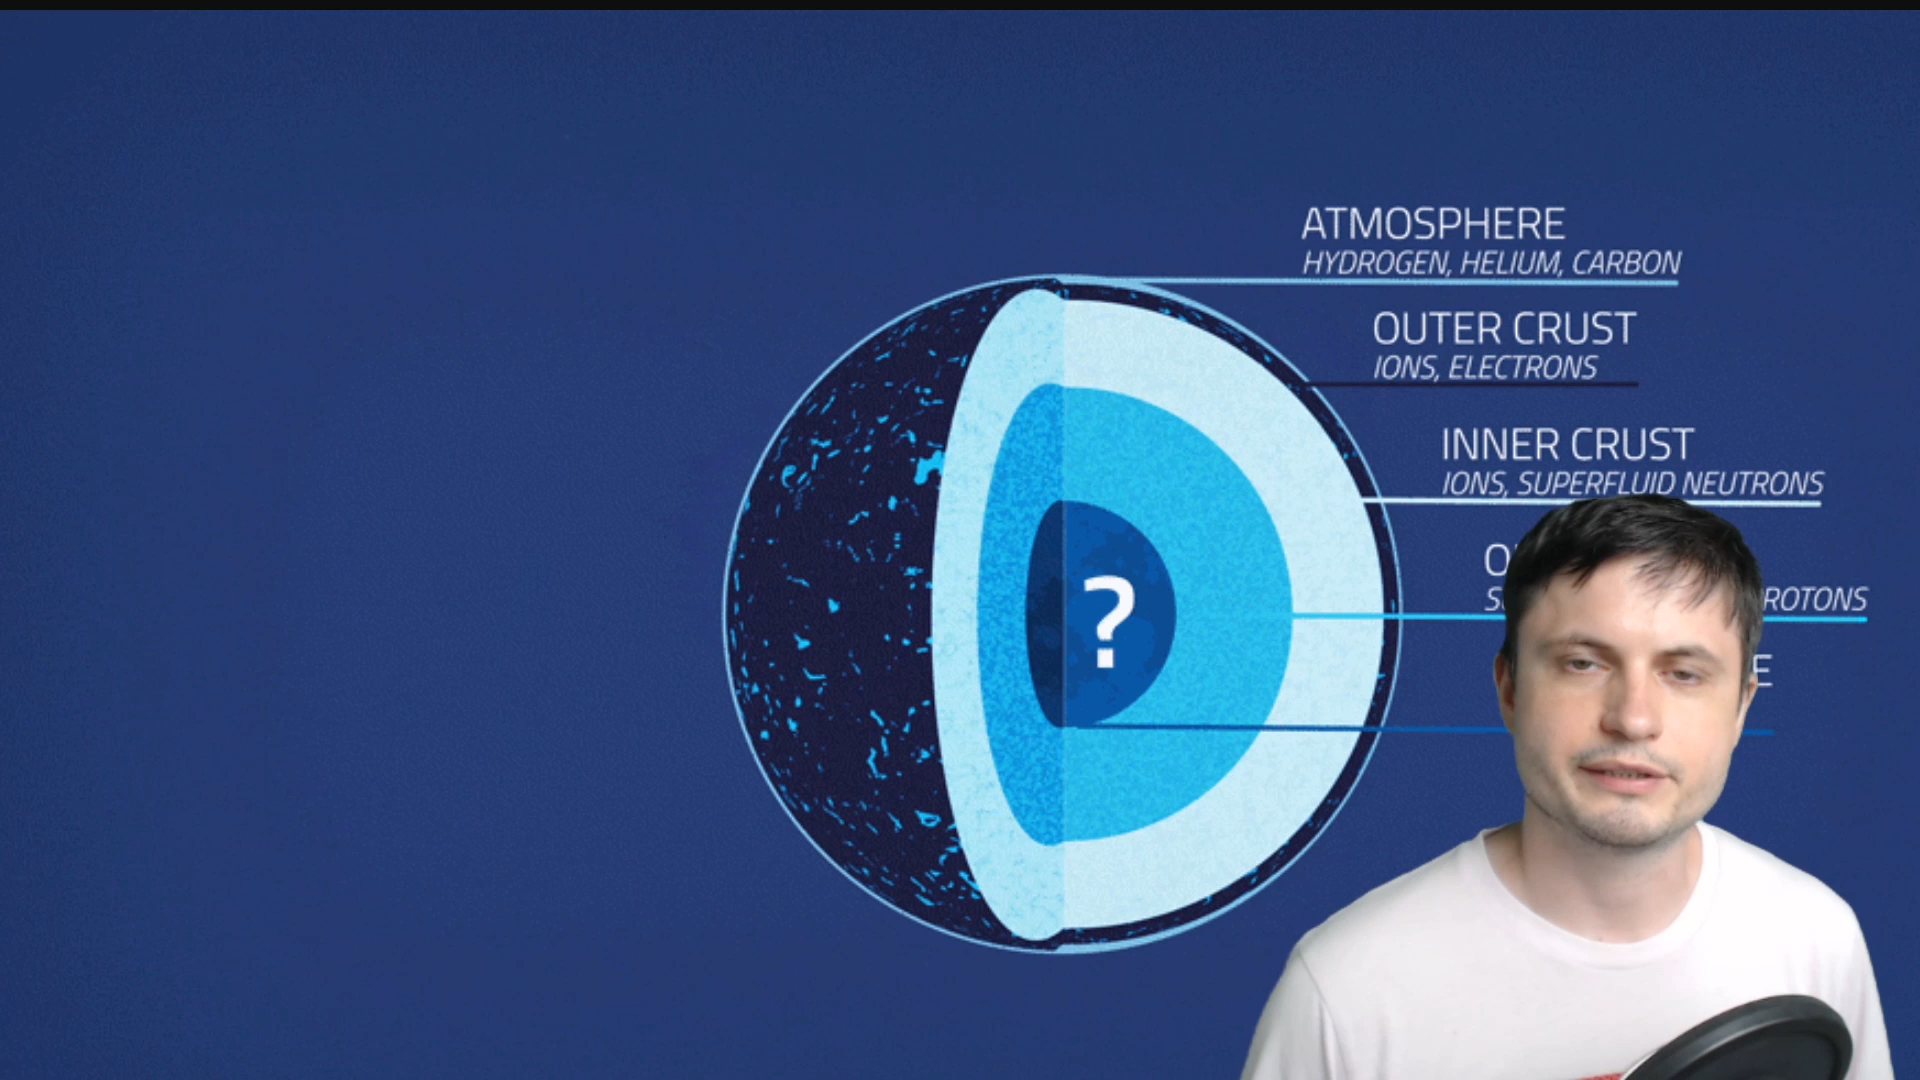 ATMOSPHERE
HYDROGEN, HELIUM, CARBON
OUTER CRUST
IONS, ELECTRONS
INNER CRUST
IONS, SUPERFLUID NEUTRONS
?